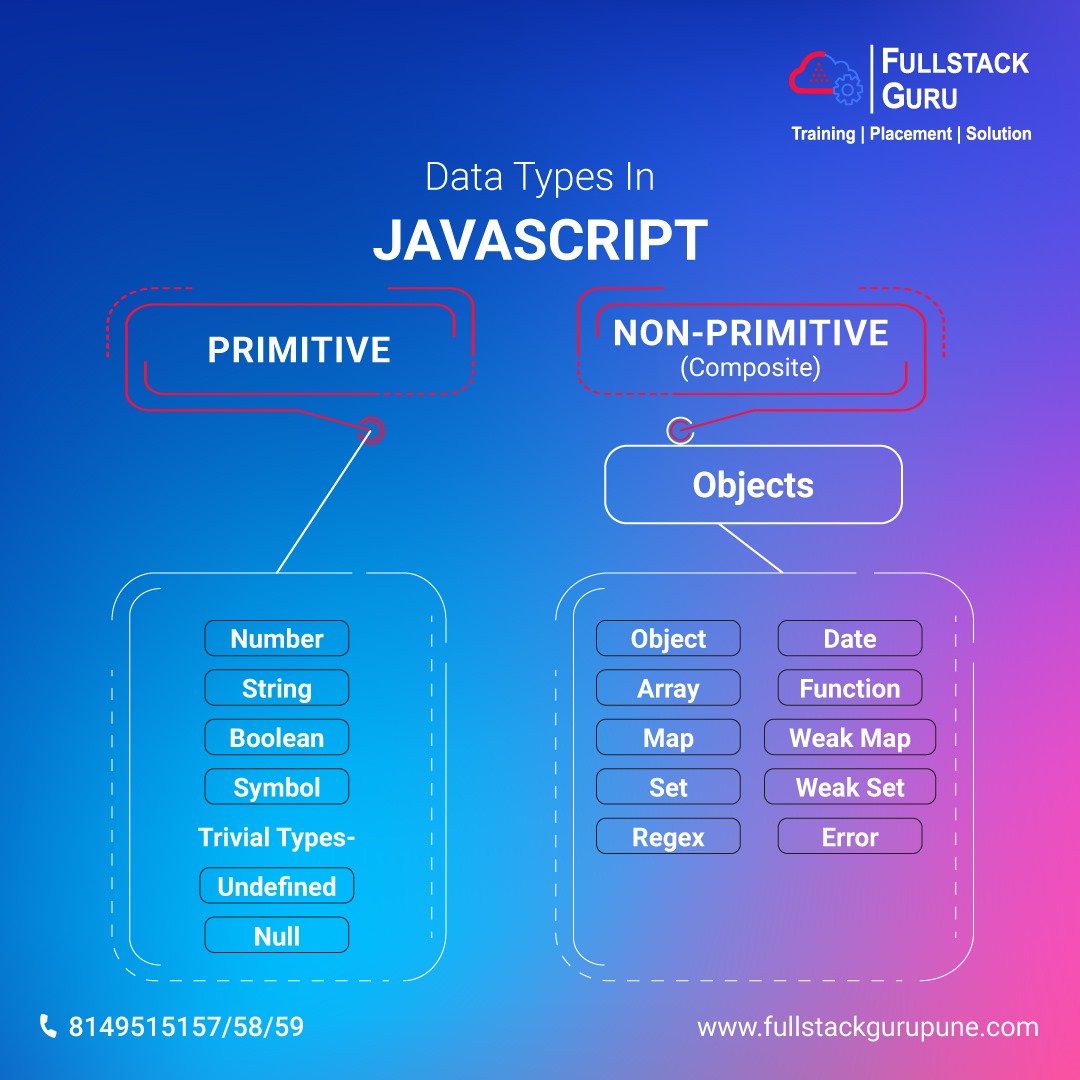 FULLSTACK
GURU
Training | Placement | Solution
Data Types In
JAVASCRIPT
PRIMITIVE
NON-PRIMITIVE
(Composite)
Objects
Number
String
Boolean
Symbol
Trivial Types-
Undefined
Null
Object
Date
Array
Function
Map
Weak Map
Set
Weak Set
Regex
Error
8149515157/58/59
www.fullstackgurupune.com